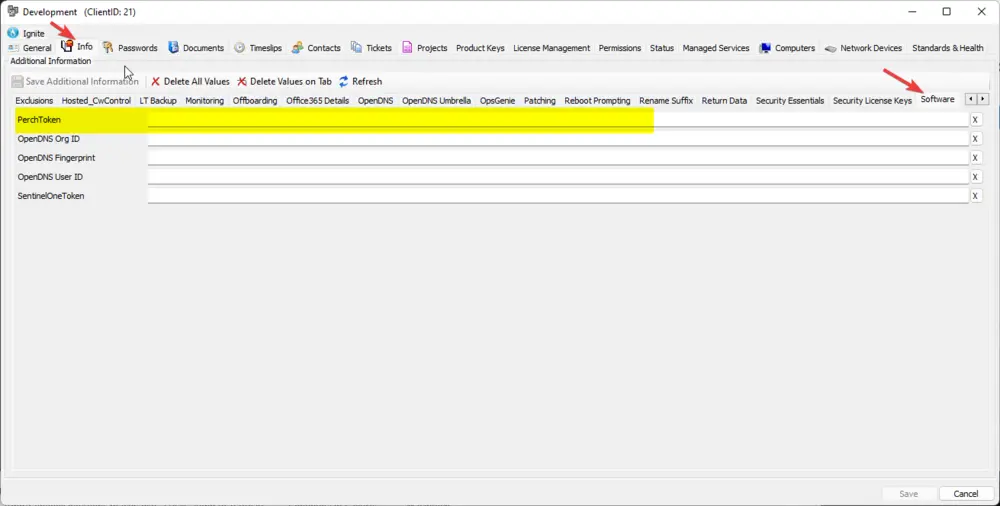 Development (ClientID: 21)
Ignite
General Info Passwords Documents Timeslips Contacts Tickets Projects Product Keys License Management Permissions Status Managed Services Computers Network Devices Standards & Health
Additional Information
Save Additional Information Delete All Values Delete Values on Tab Refresh
Exclusions Hosted_CwControl LT Backup Monitoring Offboarding Office365 Details OpenDNS OpenDNS Umbrella OpsGenie Patching Reboot Prompting Rename Suffix Return Data Security Essentials Security License Keys Software
PerchToken X
OpenDNS Org ID X
OpenDNS Fingerprint X
OpenDNS User ID X
SentinelOneToken X
Save Cancel